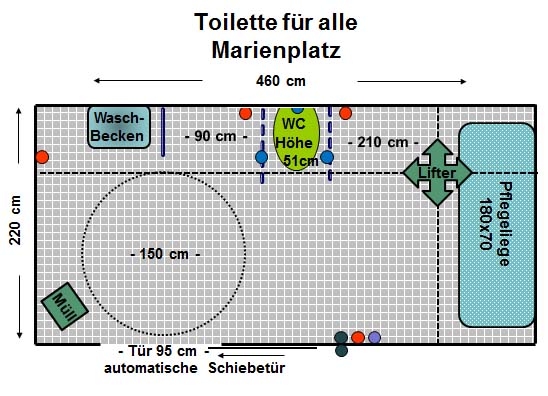 Toilette für alle
Marienplatz
460 cm
Wasch-
Becken
- 90 cm -
WC
Höhe
51cm
- 210 cm -
Lifter
Pflegeliege
180x70
220 cm
- 150 cm -
Müll
- Tür 95 cm -
automatische Schiebetür